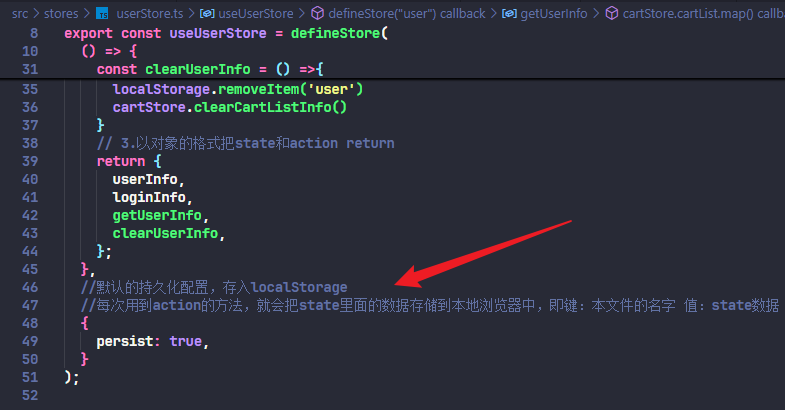 src > stores > TS userStore.ts > useUserStore > defineStore("user") callback > getUserInfo > cartStore.cartList.map() callb
8 export const useUserStore = defineStore(
10 () => {
31 const clearUserInfo = () =>{
35 localStorage.removeItem('user')
36 cartStore.clearCartListInfo()
37 }
38 // 3.以对象的格式把state和action return
39 return {
40 userInfo,
41 loginInfo,
42 getUserInfo,
43 clearUserInfo,
44 };
45 },
46 //默认的持久化配置，存入localStorage
47 //每次用到action的方法，就会把state里面的数据存储到本地浏览器中，即键：本文件的名字 值：state数据
48 {
49 persist: true,
50 }
51 );
52